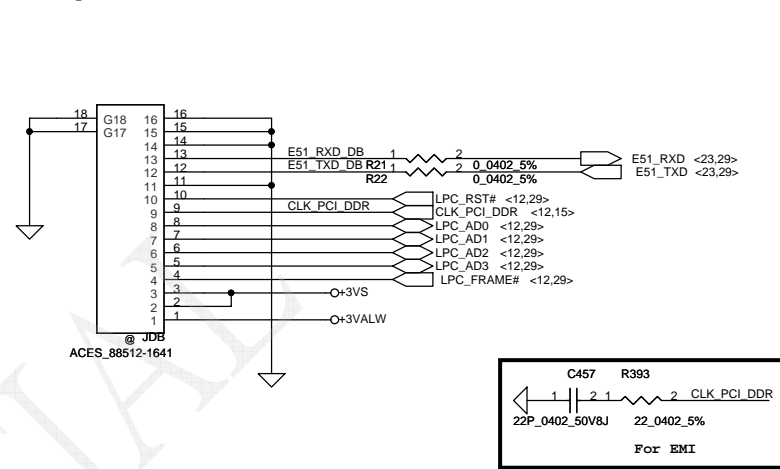 18 G18 16 16
17 G17 15 15
14 14
13 13 E51_RXD_DB 1 2 E51_RXD <23,29>
12 12 E51_TXD_DB R21 1 2 0_0402_5% E51_TXD <23,29>
11 11 R22 0_0402_5%
10 10 LPC_RST# <12,29>
9 9 CLK_PCI_DDR CLK_PCI_DDR <12,15>
8 8 LPC_AD0 <12,29>
7 7 LPC_AD1 <12,29>
6 6 LPC_AD2 <12,29>
5 5 LPC_AD3 <12,29>
4 4 LPC_FRAME# <12,29>
3 3 +3VS
2 2
1 1 +3VALW
@ JDB
ACES_88512-1641
C457 R393
1 2 1 2 CLK_PCI_DDR
22P_0402_50V8J 22_0402_5%
For EMI